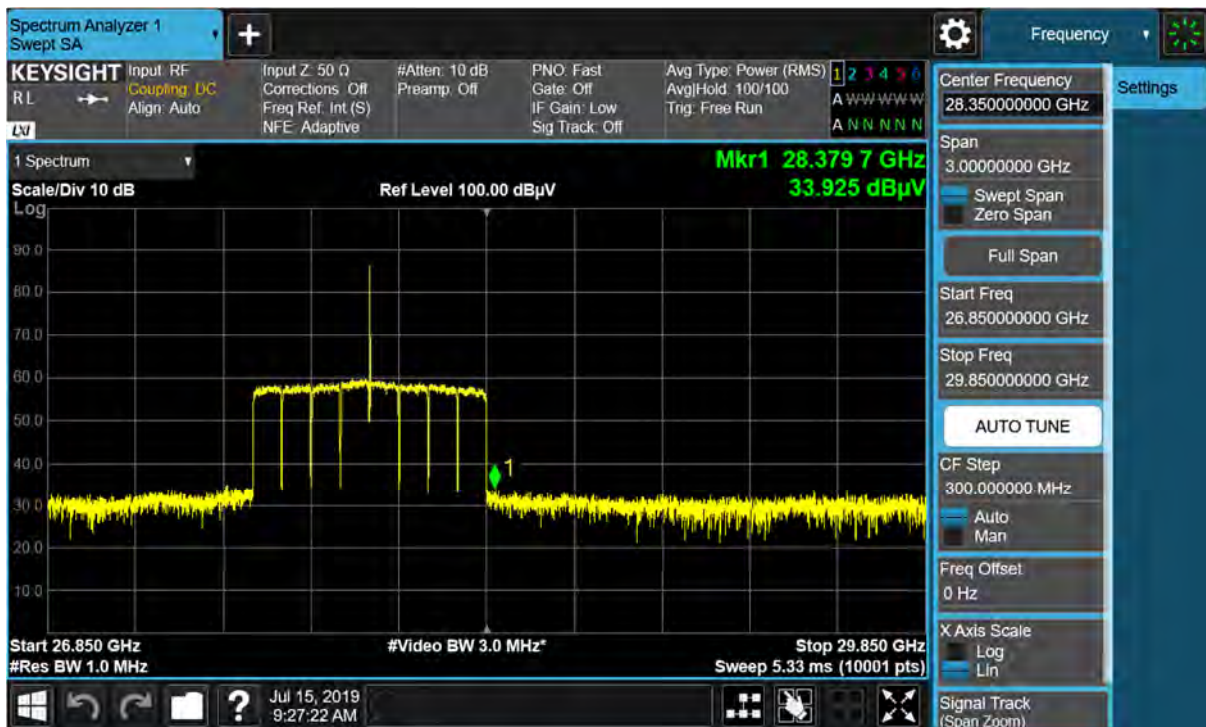 Spectrum Analyzer 1
Swept SA
+
Frequency
KEYSIGHT
R L
LXI
Input: RF
Coupling: DC
Align: Auto
Input Z: 50 Ω
Corrections: Off
Freq Ref: Int (S)
NFE: Adaptive
#Atten: 10 dB
Preamp: Off
PNO: Fast
Gate: Off
IF Gain: Low
Sig Track: Off
Avg Type: Power (RMS)
Avg|Hold: 100/100
Trig: Free Run
1 2 3 4 5 6
A W W W W W
A N N N N N
1 Spectrum
Scale/Div 10 dB
Ref Level 100.00 dBµV
Mkr1 28.379 7 GHz
33.925 dBµV
Log
90.0
80.0
70.0
60.0
50.0
40.0
30.0
20.0
10.0
1
Start 26.850 GHz
#Res BW 1.0 MHz
#Video BW 3.0 MHz*
Stop 29.850 GHz
Sweep 5.33 ms (10001 pts)
Center Frequency
28.350000000 GHz
Settings
Span
3.00000000 GHz
Swept Span
Zero Span
Full Span
Start Freq
26.850000000 GHz
Stop Freq
29.850000000 GHz
AUTO TUNE
CF Step
300.000000 MHz
Auto
Man
Freq Offset
0 Hz
X Axis Scale
Log
Lin
Signal Track
(Span Zoom)
?
Jul 15, 2019
9:27:22 AM